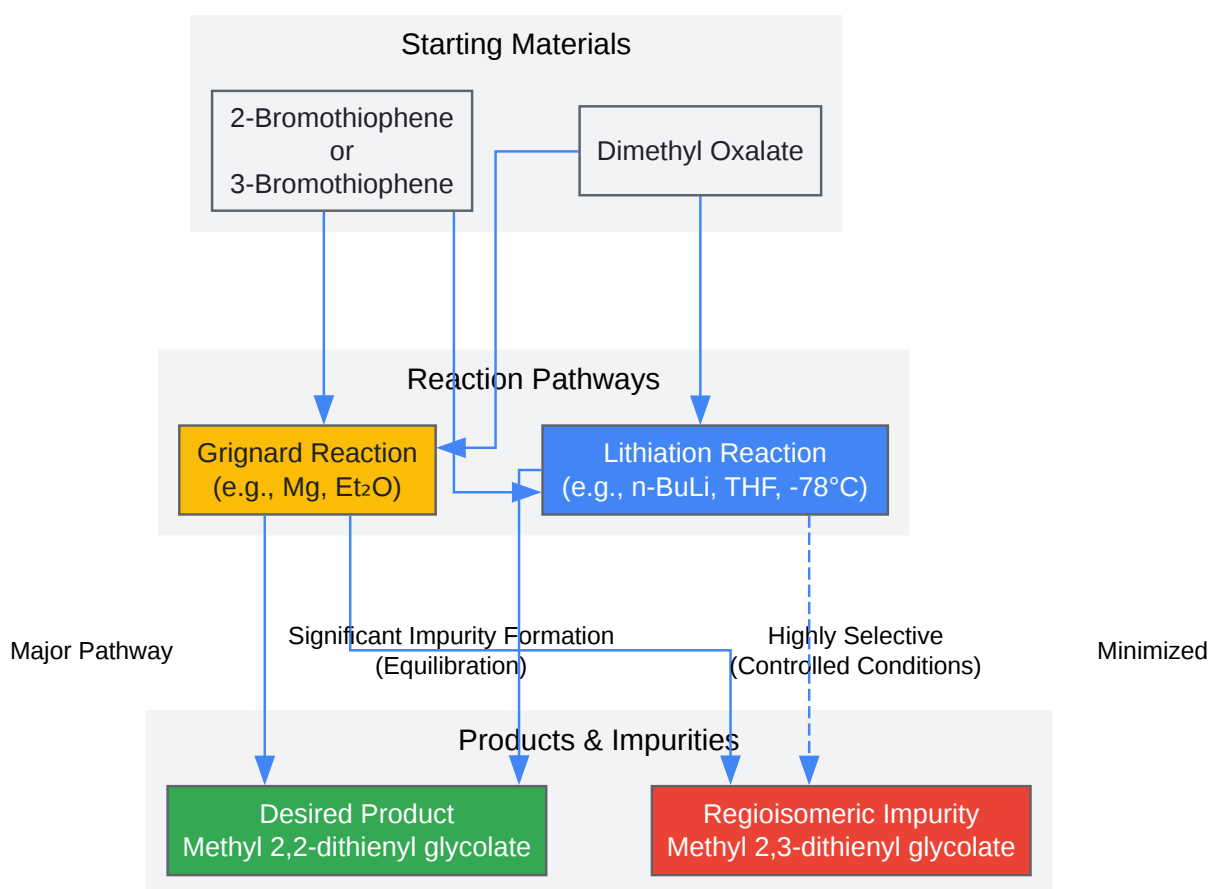 Starting Materials
2-Bromothiophene
or
3-Bromothiophene
Dimethyl Oxalate
Reaction Pathways
Grignard Reaction
(e.g., Mg, Et₂O)
Lithiation Reaction
(e.g., n-BuLi, THF, -78°C)
Major Pathway
Significant Impurity Formation
(Equilibration)
Highly Selective
(Controlled Conditions)
Minimized
Products & Impurities
Desired Product
Methyl 2,2-dithienyl glycolate
Regioisomeric Impurity
Methyl 2,3-dithienyl glycolate